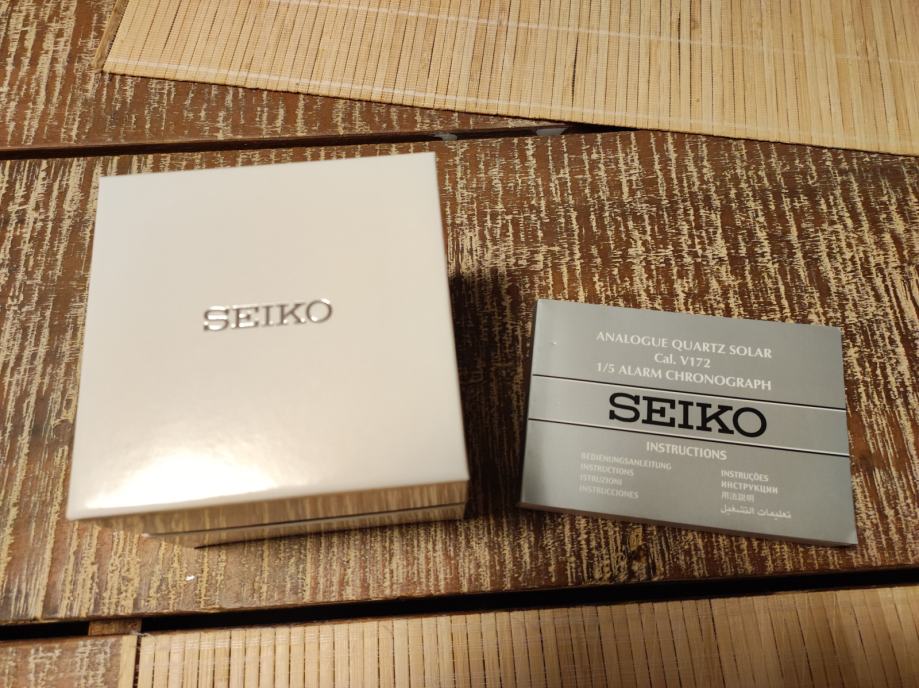 SEIKO
ANALOGUE QUARTZ SOLAR
Cal. V172
1/5 ALARM CHRONOGRAPH
SEIKO
INSTRUCTIONS
BEDIENUNGSANLEITUNG
INSTRUCTIONS
ISTRUZIONI
INSTRUCCIONES
INSTRUÇÕES
ИНСТРУКЦИИ
用法說明
تعليمات التشغيل